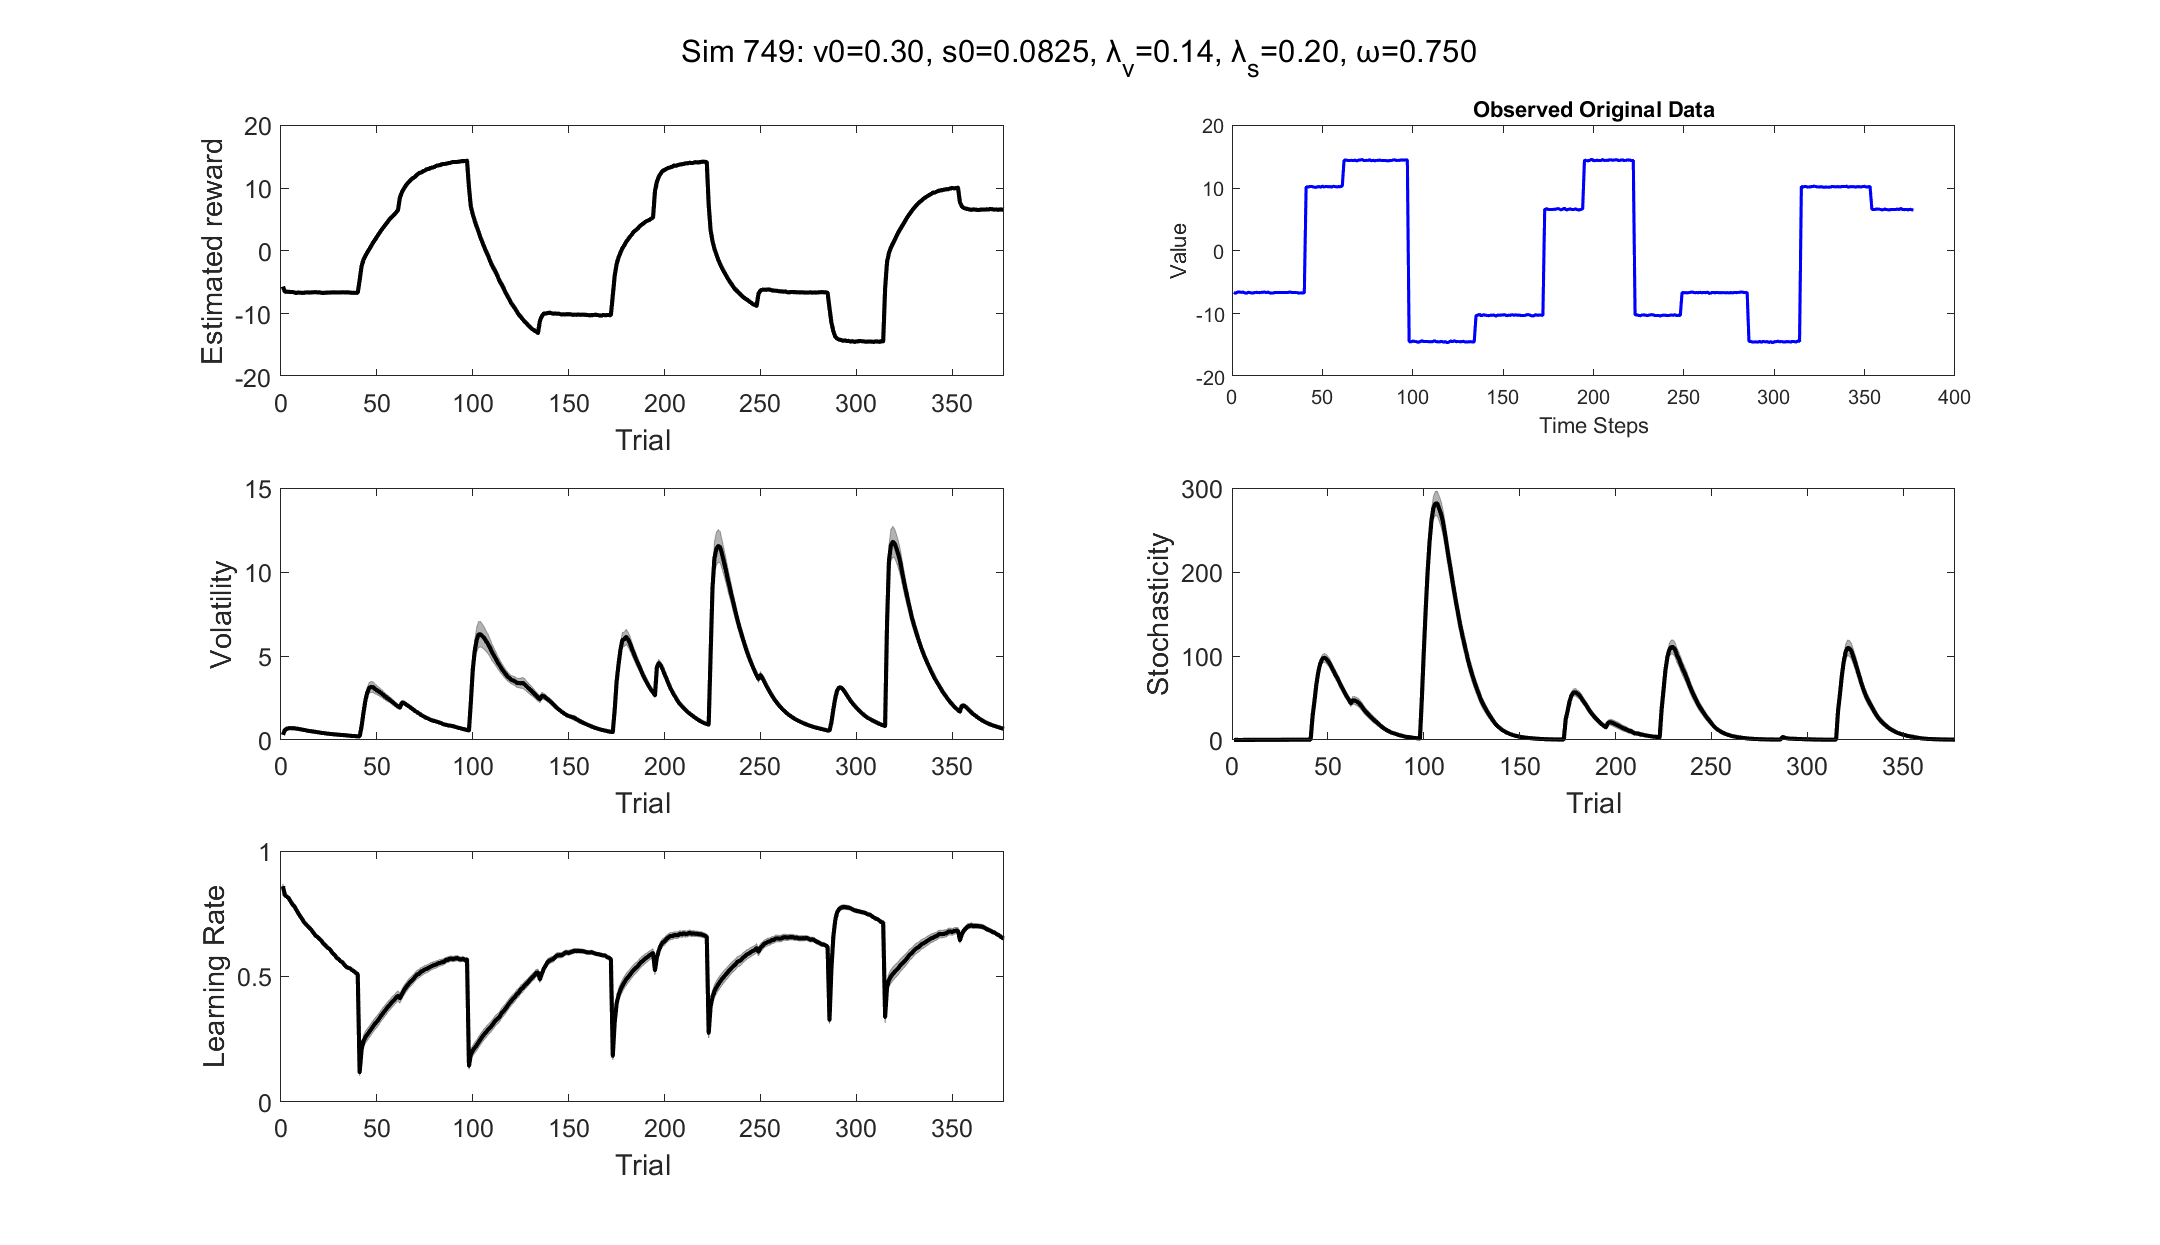 Sim 749: v0=0.30, s0=0.0825, λv=0.14, λs=0.20, ω=0.750
Estimated reward
20
10
0
-10
-20
0 50 100 150 200 250 300 350
Trial
Observed Original Data
Value
20
10
0
-10
-20
0 50 100 150 200 250 300 350 400
Time Steps
Volatility
15
10
5
0
0 50 100 150 200 250 300 350
Trial
Stochasticity
300
200
100
0
0 50 100 150 200 250 300 350
Trial
Learning Rate
1
0.5
0
0 50 100 150 200 250 300 350
Trial